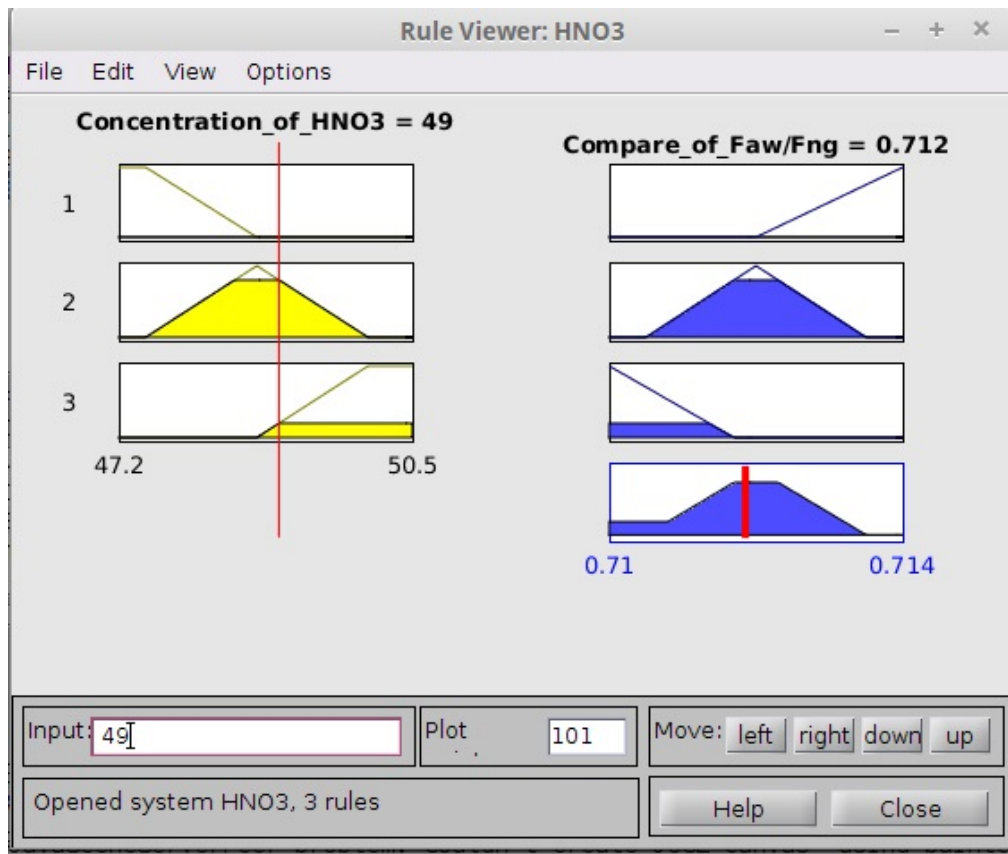 Rule Viewer: HNO3
File Edit View Options
Concentration_of_HNO3 = 49
Compare_of_Faw/Fng = 0.712
1
2
3
47.2 50.5
0.71 0.714
Input: 49
Plot
101
Move: left right down up
Opened system HNO3, 3 rules
Help Close